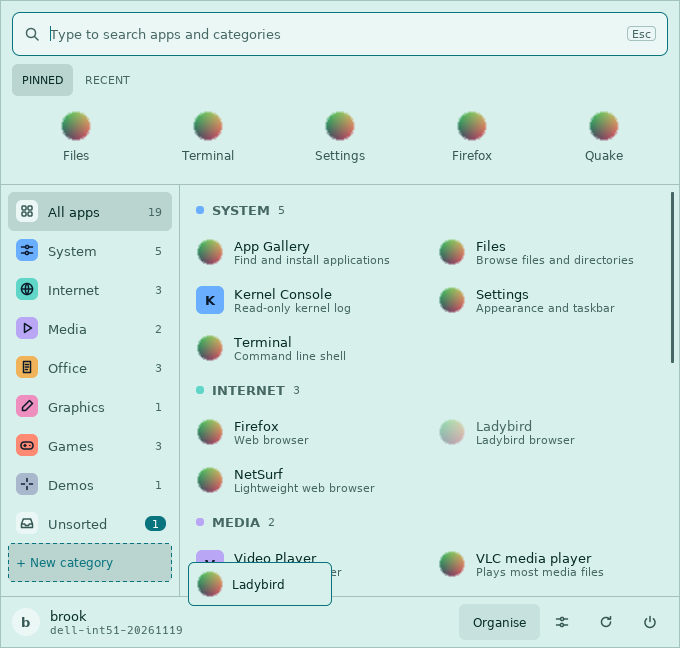 Type to search apps and categories
Esc
PINNED
RECENT
Files
Terminal
Settings
Firefox
Quake
All apps 19
System 5
Internet 3
Media 2
Office 3
Graphics 1
Games 3
Demos 1
Unsorted 1
+ New category
SYSTEM 5
App Gallery
Find and install applications
Files
Browse files and directories
K
Kernel Console
Read-only kernel log
Settings
Appearance and taskbar
Terminal
Command line shell
INTERNET 3
Firefox
Web browser
Ladybird
Ladybird browser
NetSurf
Lightweight web browser
MEDIA 2
Video Player
VLC media player
Plays most media files
Ladybird
b
brook
dell-int51-20261119
Organise